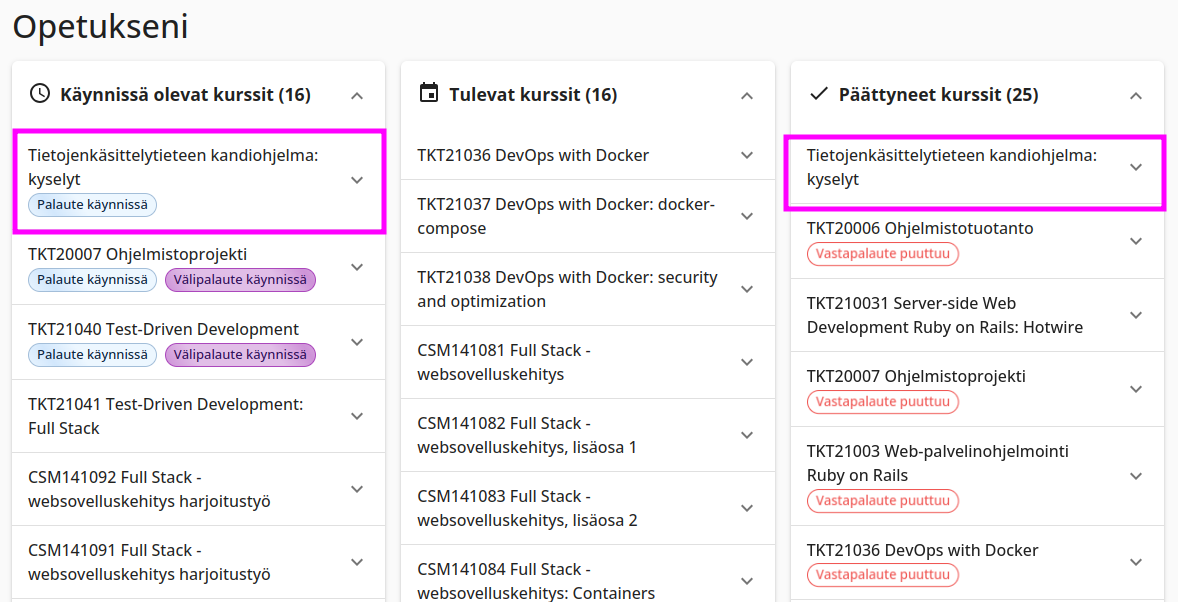 Opetukseni
Käynnissä olevat kurssit (16)
Tietojenkäsittelytieteen kandiohjelma:
kyselyt
Palaute käynnissä
TKT20007 Ohjelmistoprojekti
Palaute käynnissä Välipalaute käynnissä
TKT21040 Test-Driven Development
Palaute käynnissä Välipalaute käynnissä
TKT21041 Test-Driven Development:
Full Stack
CSM141092 Full Stack -
websovelluskehitys harjoitustyö
CSM141091 Full Stack -
websovelluskehitys harjoitustyö
Tulevat kurssit (16)
TKT21036 DevOps with Docker
TKT21037 DevOps with Docker: docker-
compose
TKT21038 DevOps with Docker: security
and optimization
CSM141081 Full Stack -
websovelluskehitys
CSM141082 Full Stack -
websovelluskehitys, lisäosa 1
CSM141083 Full Stack -
websovelluskehitys, lisäosa 2
CSM141084 Full Stack -
websovelluskehitys: Containers
Päättyneet kurssit (25)
Tietojenkäsittelytieteen kandiohjelma:
kyselyt
TKT20006 Ohjelmistotuotanto
Vastapalaute puuttuu
TKT210031 Server-side Web
Development Ruby on Rails: Hotwire
TKT20007 Ohjelmistoprojekti
Vastapalaute puuttuu
TKT21003 Web-palvelinohjelmointi
Ruby on Rails
Vastapalaute puuttuu
TKT21036 DevOps with Docker
Vastapalaute puuttuu